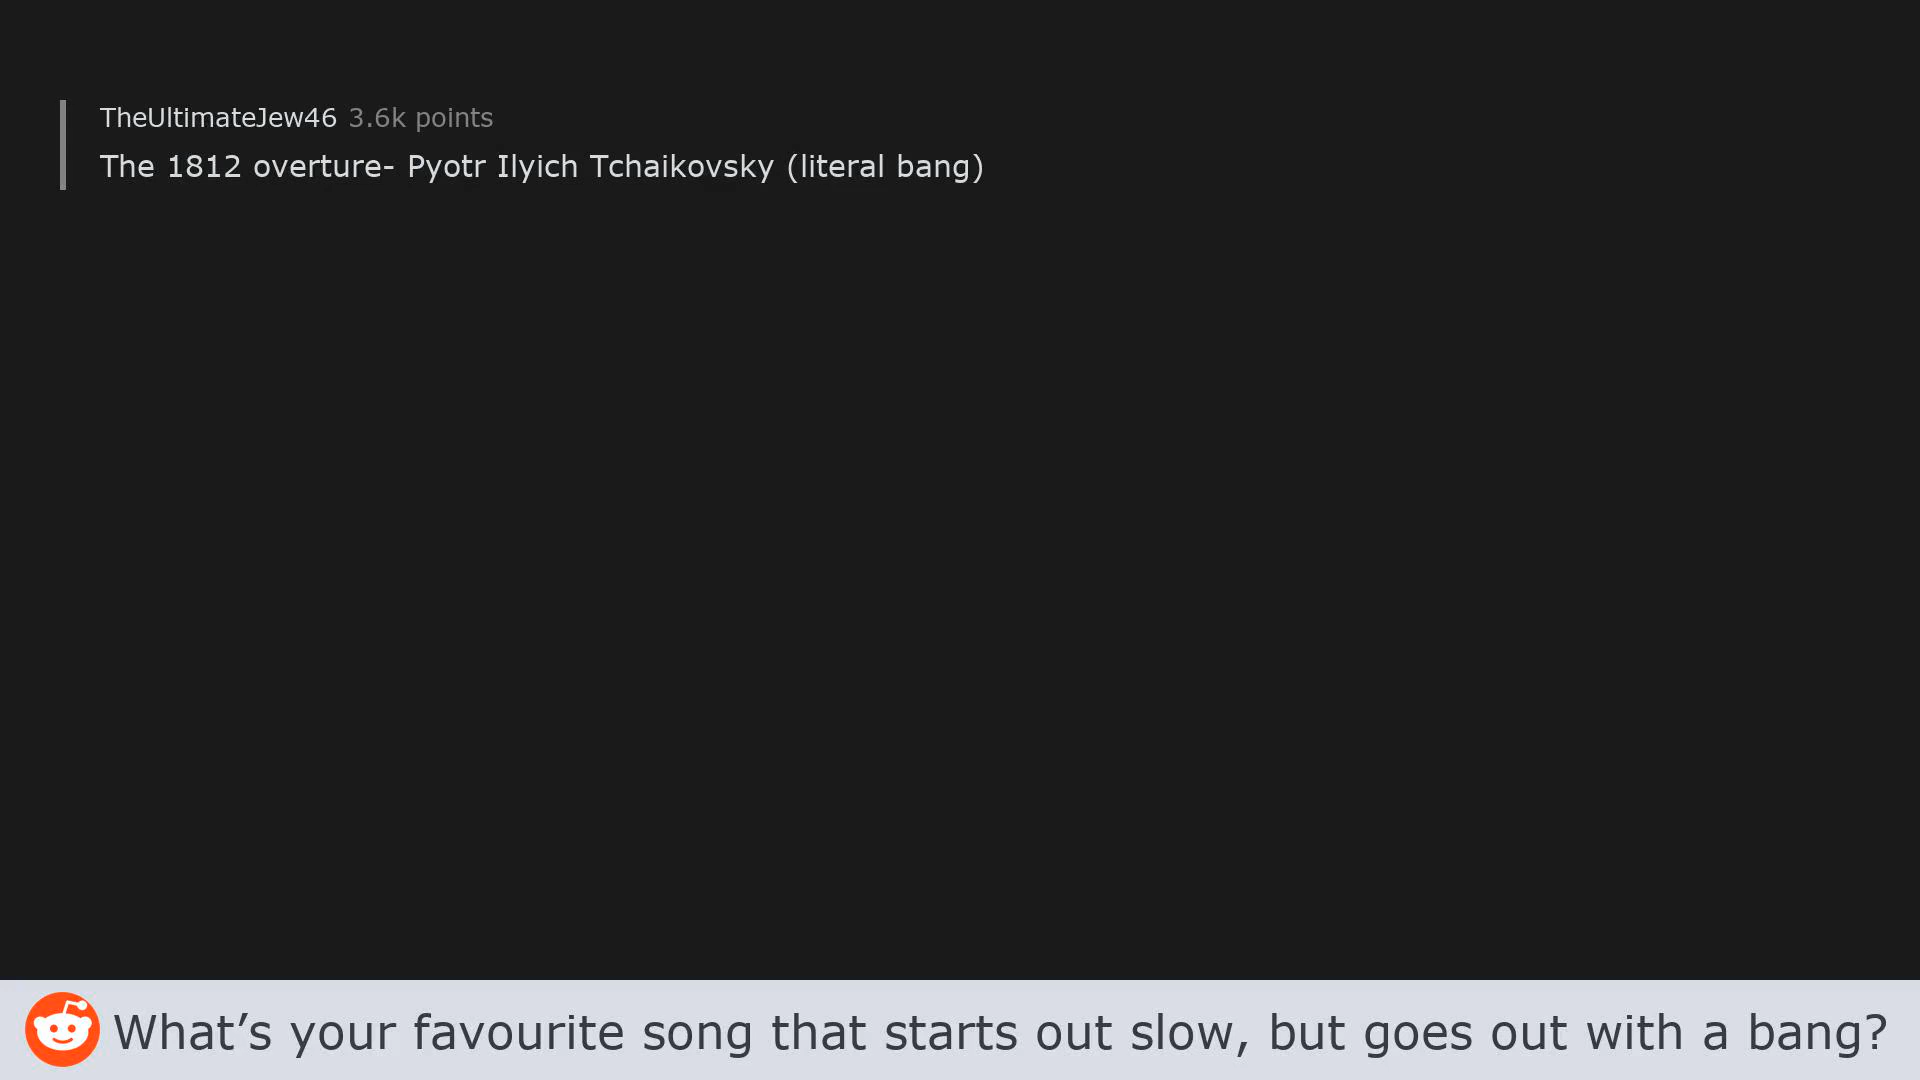 TheUltimateJew46 3.6k points
The 1812 overture- Pyotr Ilyich Tchaikovsky (literal bang)
What’s your favourite song that starts out slow, but goes out with a bang?